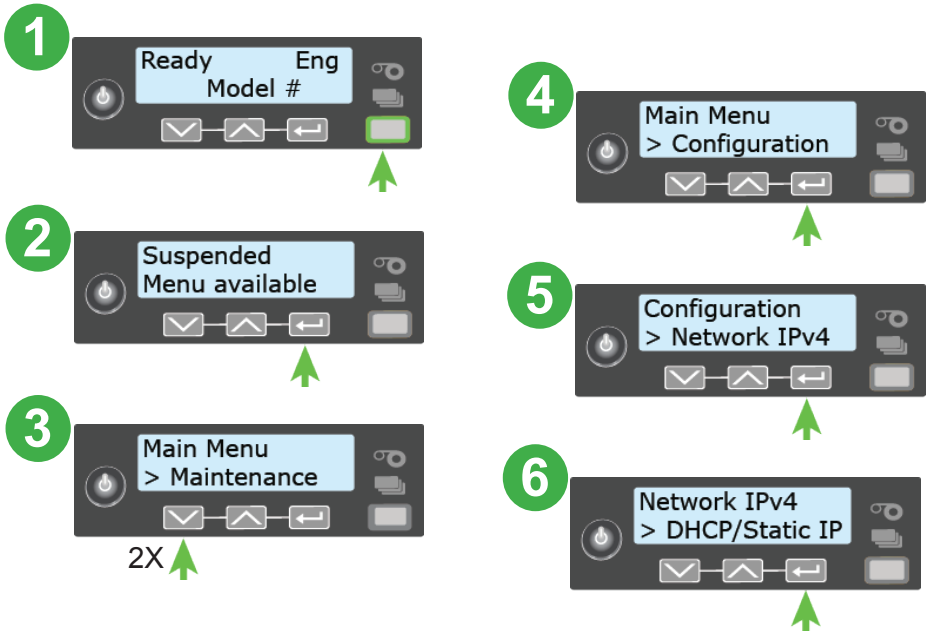 1
Ready Eng
Model #
2
Suspended
Menu available
3
Main Menu
> Maintenance
2X
4
Main Menu
> Configuration
5
Configuration
> Network IPv4
6
Network IPv4
> DHCP/Static IP